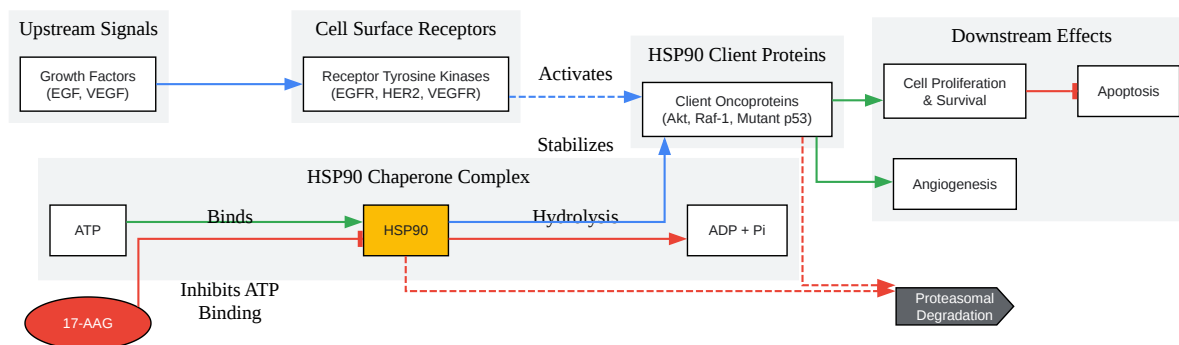 Upstream Signals
Growth Factors
(EGF, VEGF)
Cell Surface Receptors
Receptor Tyrosine Kinases
(EGFR, HER2, VEGFR)
Activates
HSP90 Client Proteins
Client Oncoproteins
(Akt, Raf-1, Mutant p53)
Downstream Effects
Cell Proliferation
& Survival
Apoptosis
Angiogenesis
Stabilizes
HSP90 Chaperone Complex
ATP
Binds
HSP90
Hydrolysis
ADP + Pi
Inhibits ATP
Binding
17-AAG
Proteasomal
Degradation